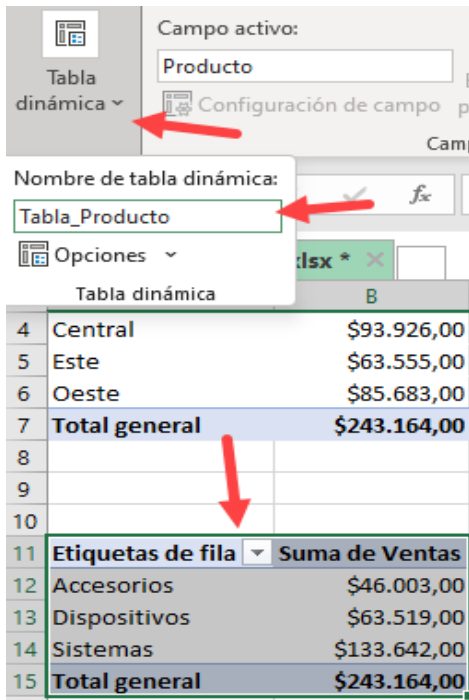 Campo activo:
Producto
Tabla
dinámica
Configuración de campo
Nombre de tabla dinámica:
Tabla_Producto
fx
Opciones
lsx *
Tabla dinámica
B
4 Central $93.926,00
5 Este $63.555,00
6 Oeste $85.683,00
7 Total general $243.164,00
8
9
10
11 Etiquetas de fila Suma de Ventas
12 Accesorios $46.003,00
13 Dispositivos $63.519,00
14 Sistemas $133.642,00
15 Total general $243.164,00